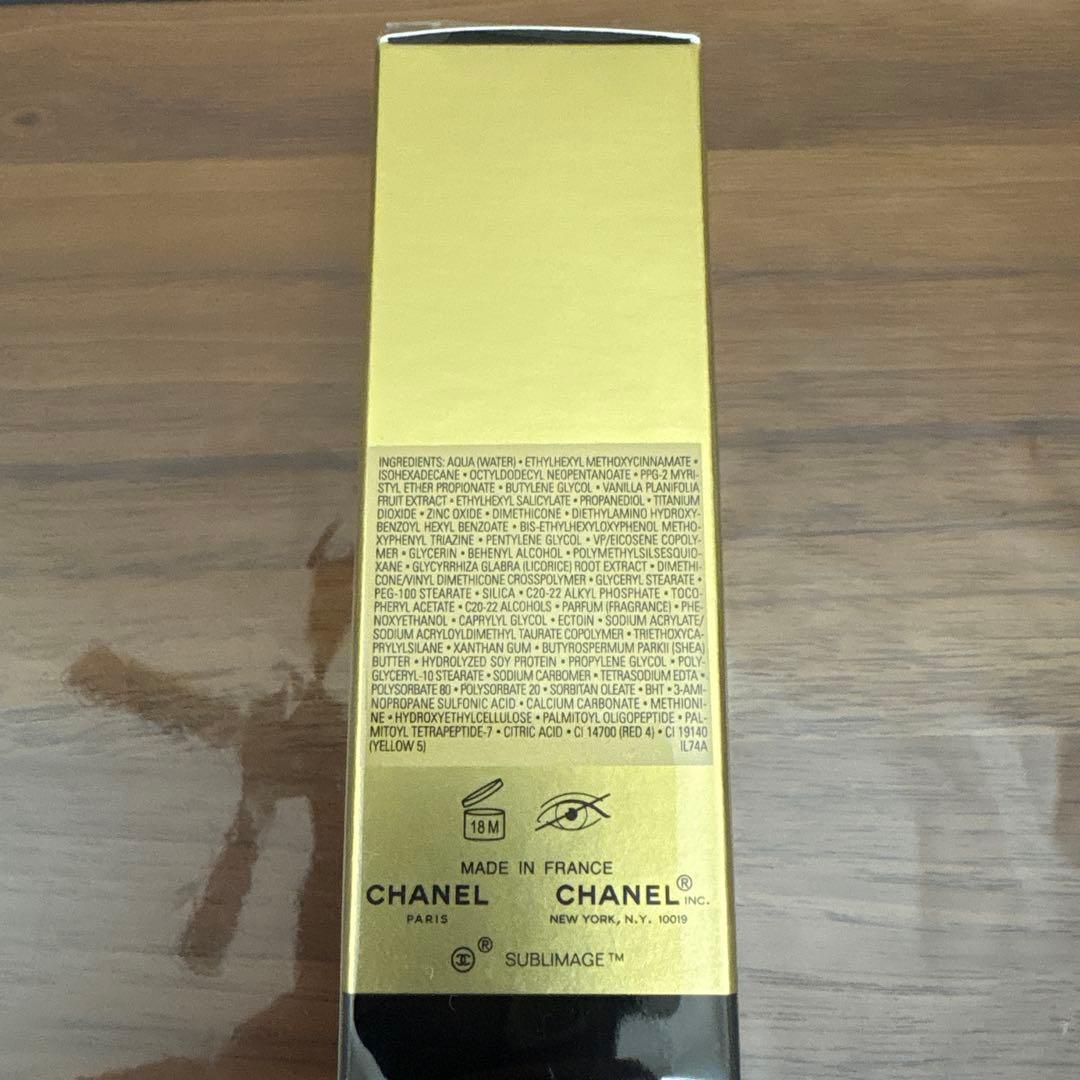 INGREDIENTS: AQUA (WATER) • ETHYLHEXYL METHOXYCINNAMATE •
ISOHEXADECANE • OCTYLDODECYL NEOPENTANOATE • PPG-2 MYRI-
STYL ETHER PROPIONATE • BUTYLENE GLYCOL • VANILLA PLANIFOLIA
FRUIT EXTRACT • ETHYLHEXYL SALICYLATE • PROPANEDIOL • TITANIUM
DIOXIDE • ZINC OXIDE • DIMETHICONE • DIETHYLAMINO HYDROXY-
BENZOYL HEXYL BENZOATE • BIS-ETHYLHEXYLOXYPHENOL METHO-
XYPHENYL TRIAZINE • PENTYLENE GLYCOL • VP/EICOSENE COPOLY-
MER • GLYCERIN • BEHENYL ALCOHOL • POLYMETHYLSILSESQUIO-
XANE • GLYCYRRHIZA GLABRA (LICORICE) ROOT EXTRACT • DIMETHI-
CONE/VINYL DIMETHICONE CROSSPOLYMER • GLYCERYL STEARATE •
PEG-100 STEARATE • SILICA • C20-22 ALKYL PHOSPHATE • TOCO-
PHERYL ACETATE • C20-22 ALCOHOLS • PARFUM (FRAGRANCE) • PHE-
NOXYETHANOL • CAPRYLYL GLYCOL • ECTOIN • SODIUM ACRYLATE/
SODIUM ACRYLOYLDIMETHYL TAURATE COPOLYMER • TRIETHOXYCA-
PRYLYLSILANE • XANTHAN GUM • BUTYROSPERMUM PARKII (SHEA)
BUTTER • HYDROLYZED SOY PROTEIN • PROPYLENE GLYCOL • POLY-
GLYCERYL-10 STEARATE • SODIUM CARBOMER • TETRASODIUM EDTA •
POLYSORBATE 80 • POLYSORBATE 20 • SORBITAN OLEATE • BHT • 3-AMI-
NOPROPANE SULFONIC ACID • CALCIUM CARBONATE • METHIONI-
NE • HYDROXYETHYLCELLULOSE • PALMITOYL OLIGOPEPTIDE • PAL-
MITOYL TETRAPEPTIDE-7 • CITRIC ACID • CI 14700 (RED 4) • CI 19140
(YELLOW 5) IL74A
18 M
MADE IN FRANCE
CHANEL CHANEL® INC.
PARIS NEW YORK, N.Y. 10019
® SUBLIMAGE™